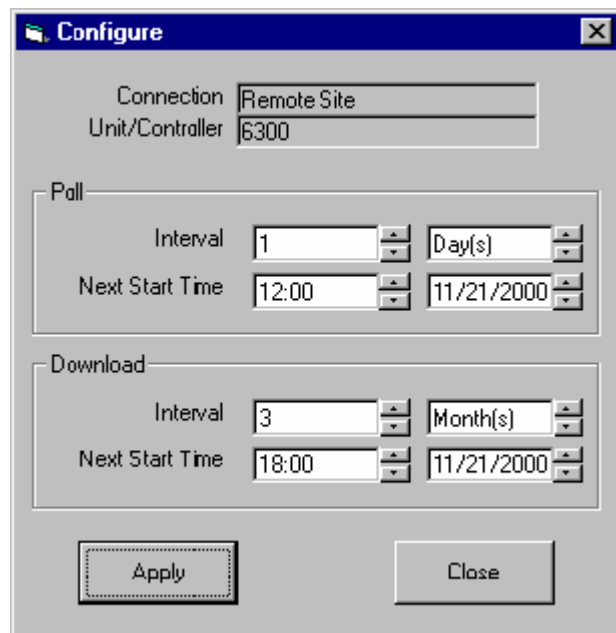 Configure
Connection Remote Site
Unit/Controller 6300
Poll
Interval 1 Day(s)
Next Start Time 12:00 11/21/2000
Download
Interval 3 Month(s)
Next Start Time 18:00 11/21/2000
Apply Close